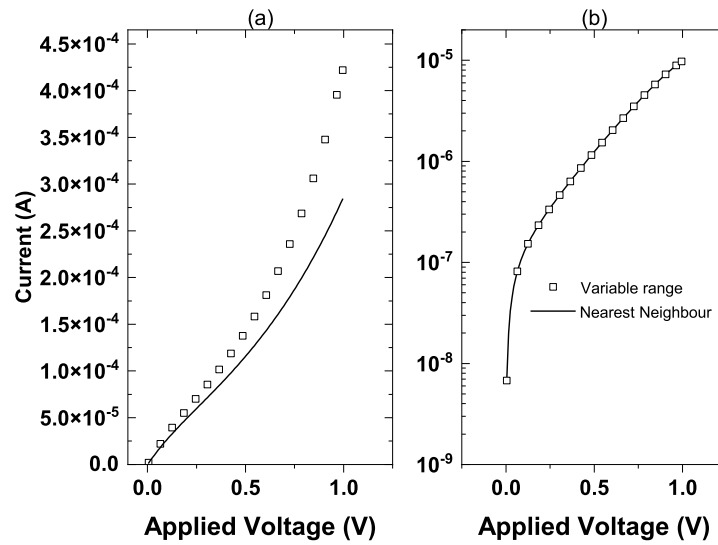 (a)
(b)
4.5×10⁻⁴
4.0×10⁻⁴
3.5×10⁻⁴
3.0×10⁻⁴
2.5×10⁻⁴
2.0×10⁻⁴
1.5×10⁻⁴
1.0×10⁻⁴
5.0×10⁻⁵
0.0
Current (A)
0.0 0.5 1.0
Applied Voltage (V)
10⁻⁵
10⁻⁶
10⁻⁷
10⁻⁸
10⁻⁹
Variable range
Nearest Neighbour
0.0 0.5 1.0
Applied Voltage (V)